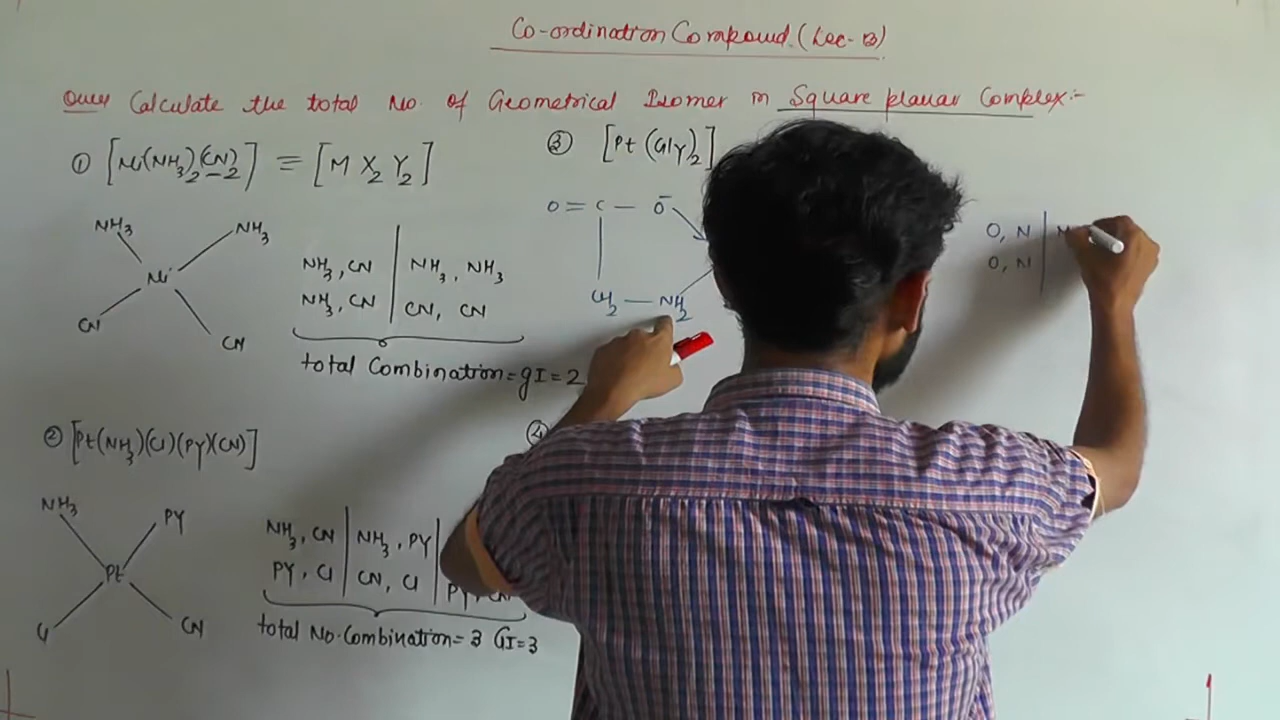 Co-ordination Compound. (Lec-13)
Ques Calculate the total No. of Geometrical Isomer in Square planar Complex:-
① [Ni(NH3)2(CN)2] = [M X2 Y2]
NH3 NH3
Ni
CN CN
NH3, CN | NH3, NH3
NH3, CN | CN, CN
total Combination = gI = 2
② [Pt(NH3)(Cl)(PY)(CN)]
NH3 PY
Pt
Cl CN
NH3, CN | NH3, PY
PY, Cl | CN, Cl | PY, CN
total No. Combination = 3 GI = 3
③ [Pt (Gly)2]
O = C — O-
CH2 — NH2
O, N | N
O, N
④